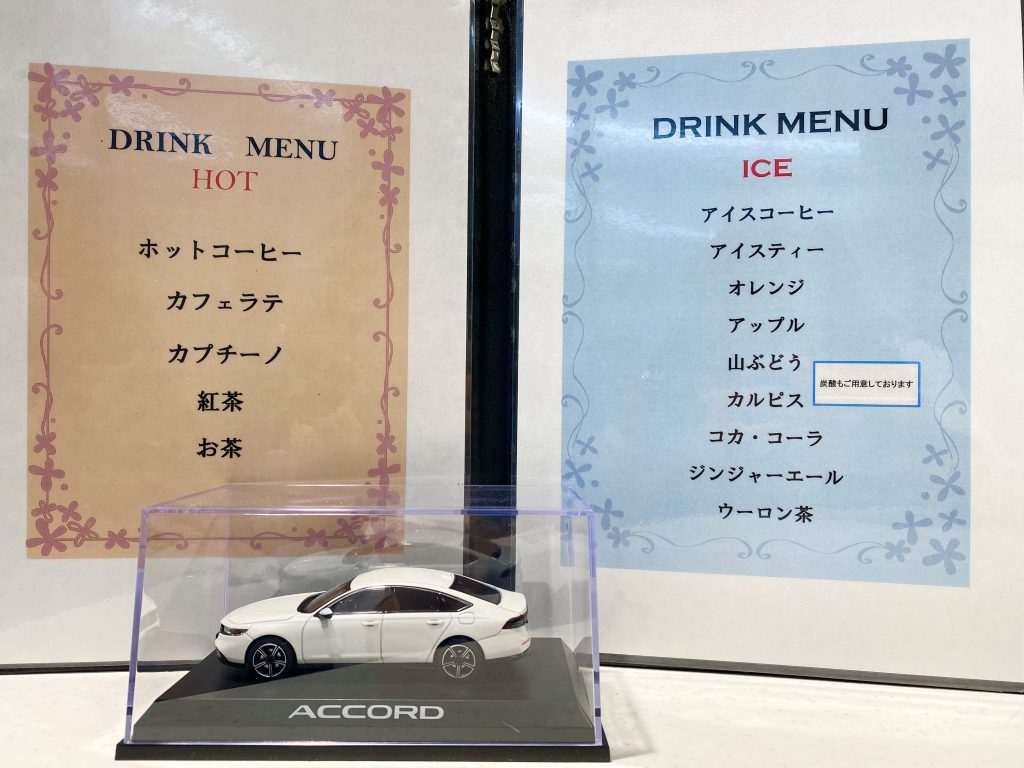 DRINK MENU
HOT
ホットコーヒー
カフェラテ
カプチーノ
紅茶
お茶
DRINK MENU
ICE
アイスコーヒー
アイスティー
オレンジ
アップル
山ぶどう
カルピス
炭酸もご用意しております
コカ・コーラ
ジンジャーエール
ウーロン茶
ACCORD